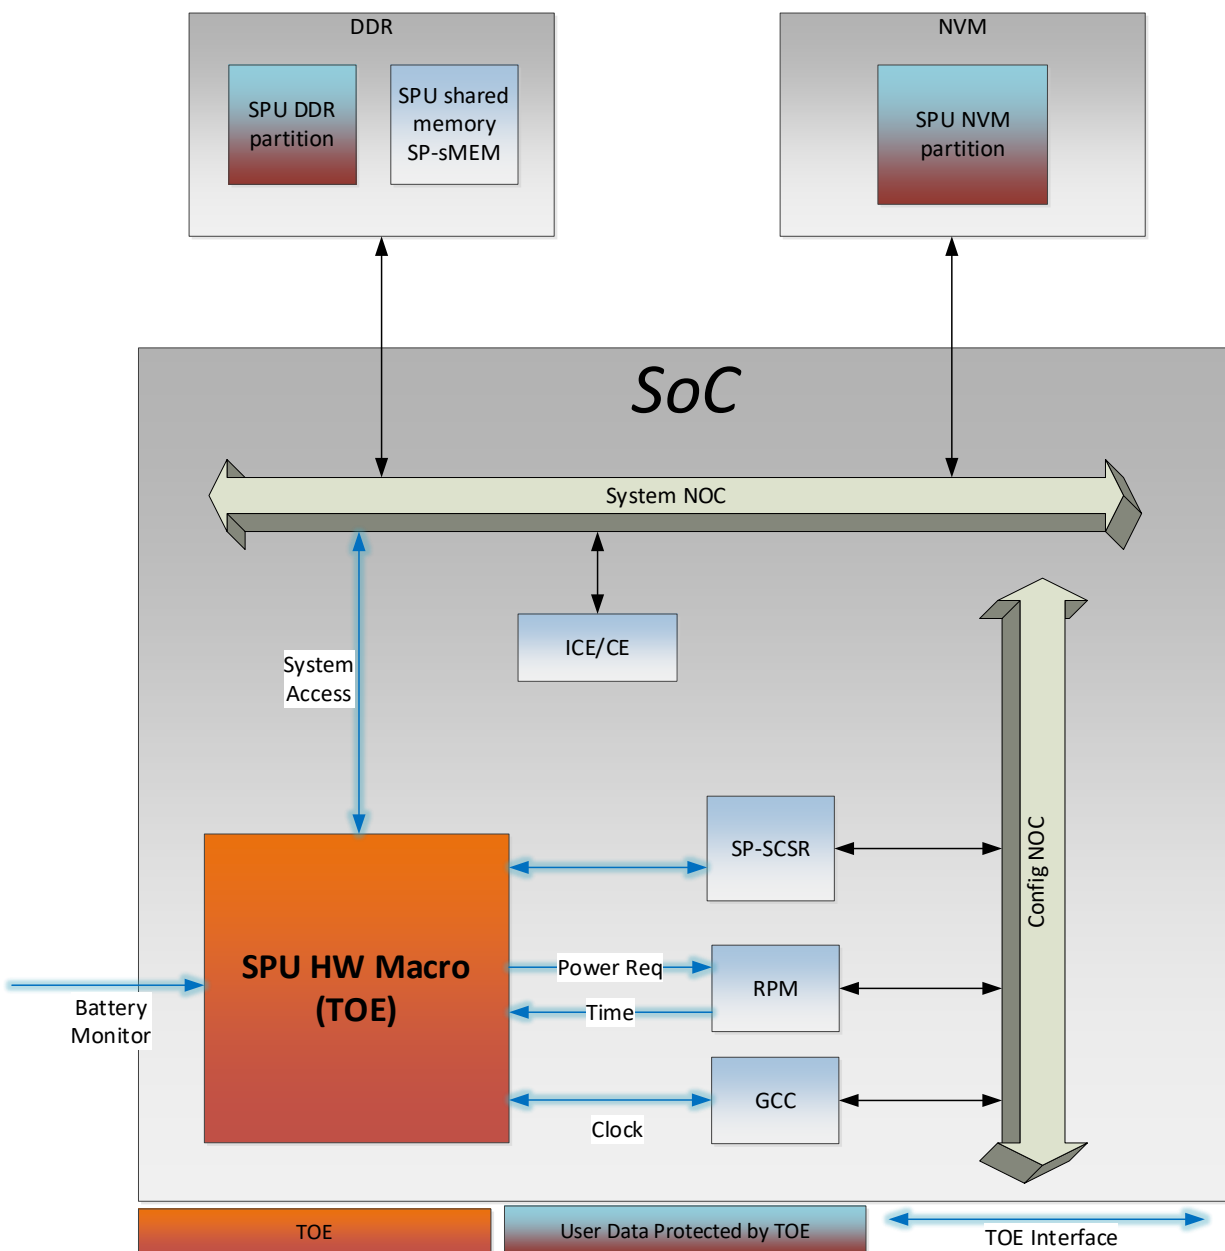 DDR
NVM
SPU DDR
partition
SPU shared
memory
SP-sMEM
SPU NVM
partition
SoC
System NOC
ICE/CE
System
Access
SP-SCSR
Config NOC
SPU HW Macro
(TOE)
Power Req
RPM
Time
Battery
Monitor
GCC
Clock
TOE
User Data Protected by TOE
TOE Interface